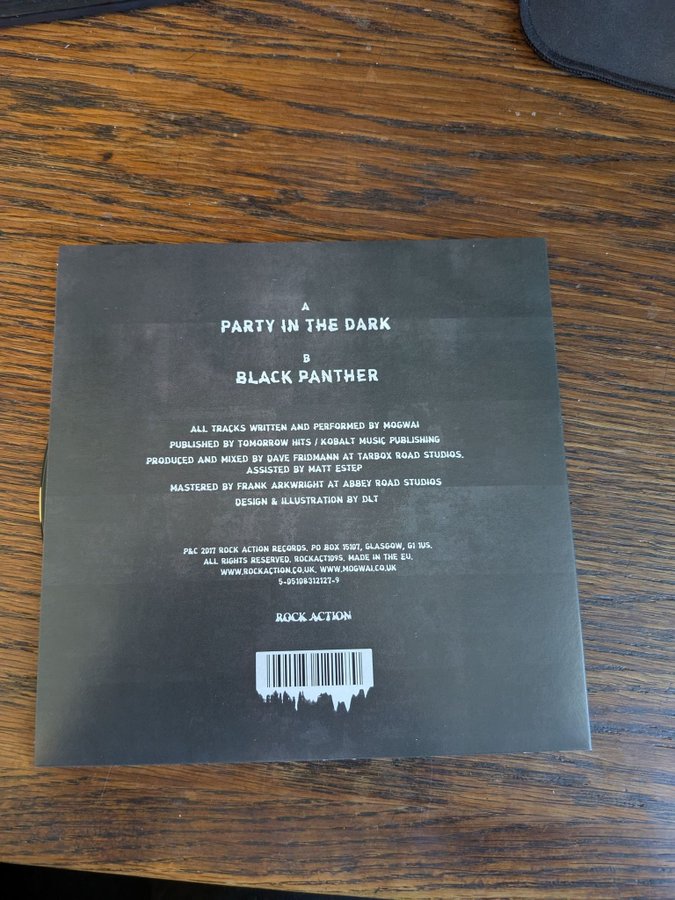 A
PARTY IN THE DARK
B
BLACK PANTHER
ALL TRACKS WRITTEN AND PERFORMED BY MOGWAI
PUBLISHED BY TOMORROW HITS / KOBALT MUSIC PUBLISHING
PRODUCED AND MIXED BY DAVE FRIDMANN AT TARBOX ROAD STUDIOS.
ASSISTED BY MATT ESTEP
MASTERED BY FRANK ARKWRIGHT AT ABBEY ROAD STUDIOS
DESIGN & ILLUSTRATION BY DLT
P&C 2017 ROCK ACTION RECORDS. PO BOX 15107, GLASGOW, G1 1US.
ALL RIGHTS RESERVED. ROCKACT109S. MADE IN THE EU.
WWW.ROCKACTION.CO.UK. WWW.MOGWAI.CO.UK
5-05108312127-9
ROCK ACTION